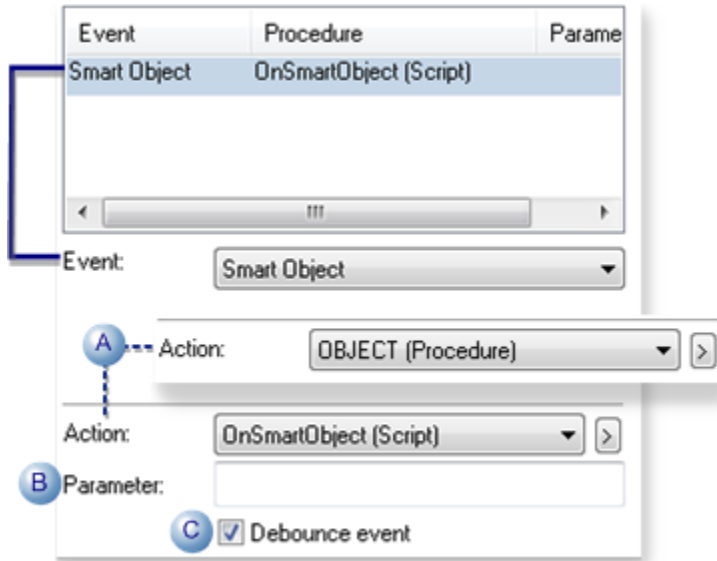 Event Procedure Parame
Smart Object OnSmartObject (Script)
Event: Smart Object
A Action: OBJECT (Procedure) >
Action: OnSmartObject (Script) >
B Parameter:
C Debounce event